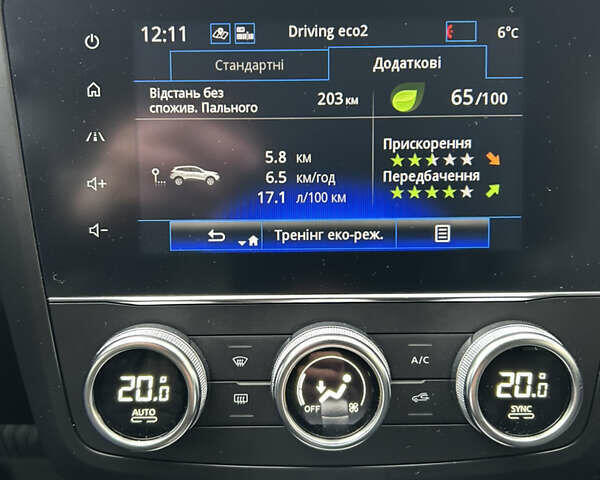 12:11 Driving eco2 6°C
Стандартні Додаткові
Відстань без
спожив. Пального 203 км
65/100
5.8 км
6.5 км/год
17.1 л/100 км
Прискорення
Передбачення
Тренінг еко-реж.
20.0 AUTO
OFF
A/C
20.0 SYNC